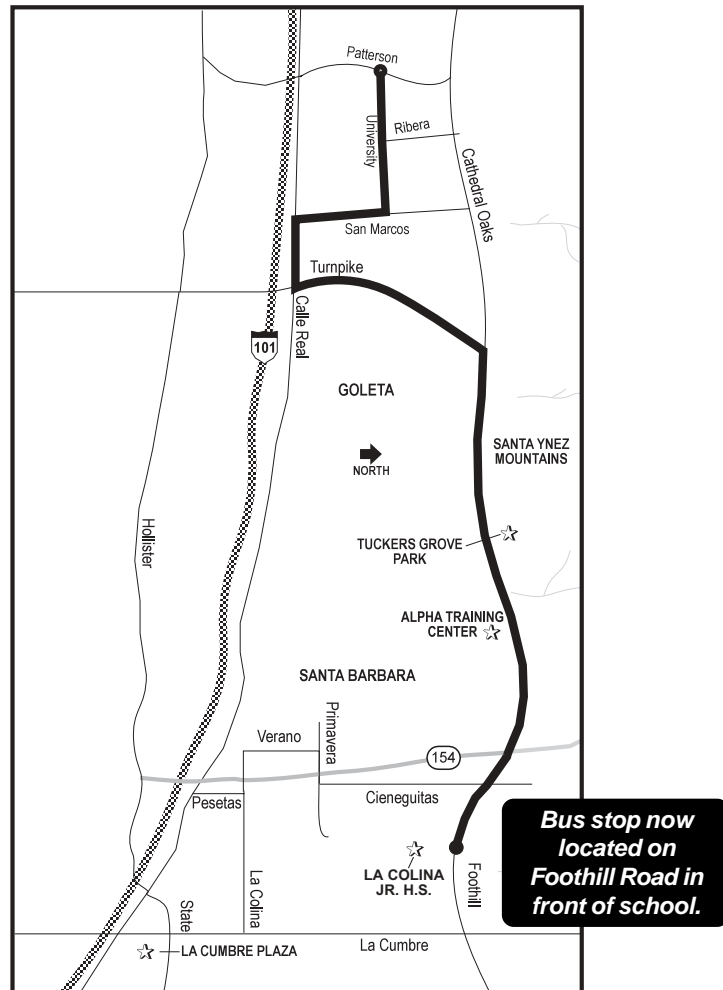 Patterson
University
Ribera
Cathedral Oaks
San Marcos
Turnpike
Calle Real
101
GOLETA
NORTH
SANTA YNEZ
MOUNTAINS
Hollister
TUCKERS GROVE
PARK
ALPHA TRAINING
CENTER
SANTA BARBARA
Primavera
Verano
154
Pesetas
Cieneguitas
Bus stop now
located on
Foothill Road in
front of school.
LA COLINA
JR. H.S.
Foothill
La Colina
State
LA CUMBRE PLAZA
La Cumbre